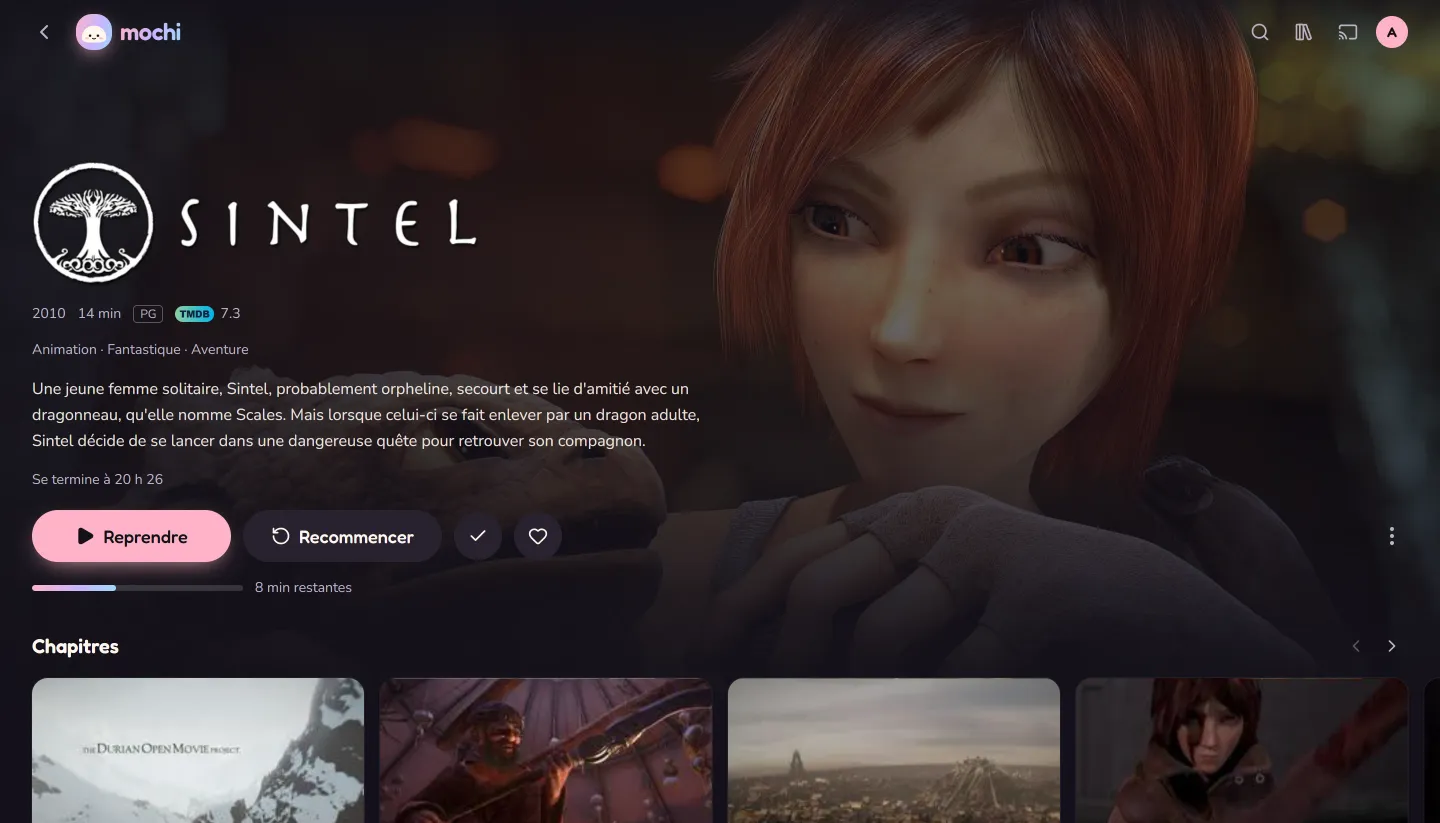 mochi
A
SINTEL
2010 14 min PG TMDB 7.3
Animation · Fantastique · Aventure
Une jeune femme solitaire, Sintel, probablement orpheline, secourt et se lie d'amitié avec un
dragonneau, qu'elle nomme Scales. Mais lorsque celui-ci se fait enlever par un dragon adulte,
Sintel décide de se lancer dans une dangereuse quête pour retrouver son compagnon.
Se termine à 20 h 26
Reprendre Recommencer
8 min restantes
Chapitres
THE DURIAN OPEN MOVIE PROJECT